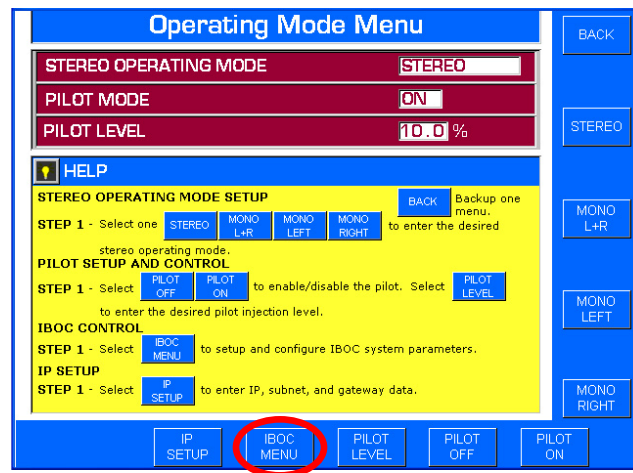 Operating Mode Menu
BACK
STEREO OPERATING MODE STEREO
PILOT MODE ON
PILOT LEVEL 10.0 %
STEREO
HELP
STEREO OPERATING MODE SETUP
BACK Backup one menu.
STEP 1 - Select one STEREO MONO L+R MONO LEFT MONO RIGHT to enter the desired
stereo operating mode.
PILOT SETUP AND CONTROL
STEP 1 - Select PILOT OFF PILOT ON to enable/disable the pilot. Select PILOT LEVEL
to enter the desired pilot injection level.
IBOC CONTROL
STEP 1 - Select IBOC MENU to setup and configure IBOC system parameters.
IP SETUP
STEP 1 - Select IP SETUP to enter IP, subnet, and gateway data.
MONO
L+R
MONO
LEFT
MONO
RIGHT
IP
SETUP
IBOC
MENU
PILOT
LEVEL
PILOT
OFF
PILOT
ON